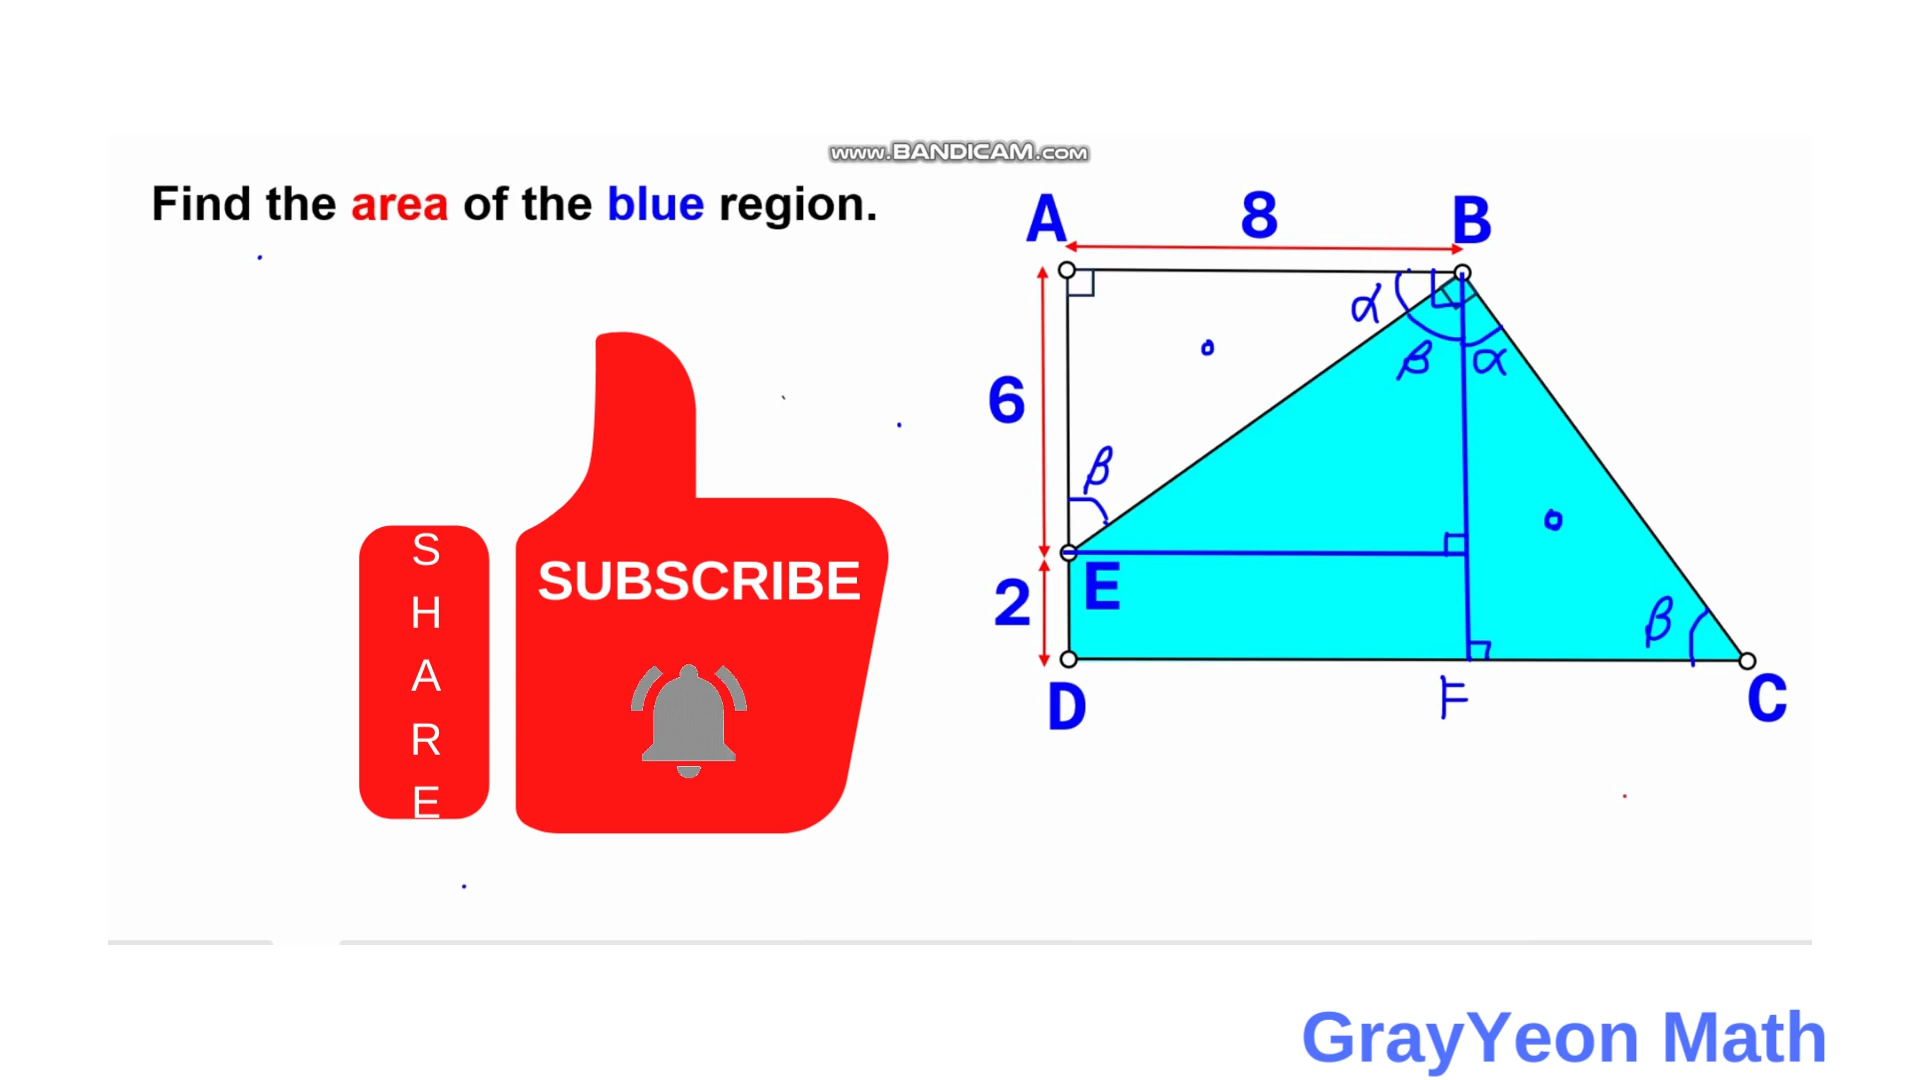 www.BANDICAM.com
Find the area of the blue region.
A
8
B
α
6
β
α
β
S
H
A
R
E
SUBSCRIBE
E
2
β
D
F
C
GrayYeon Math